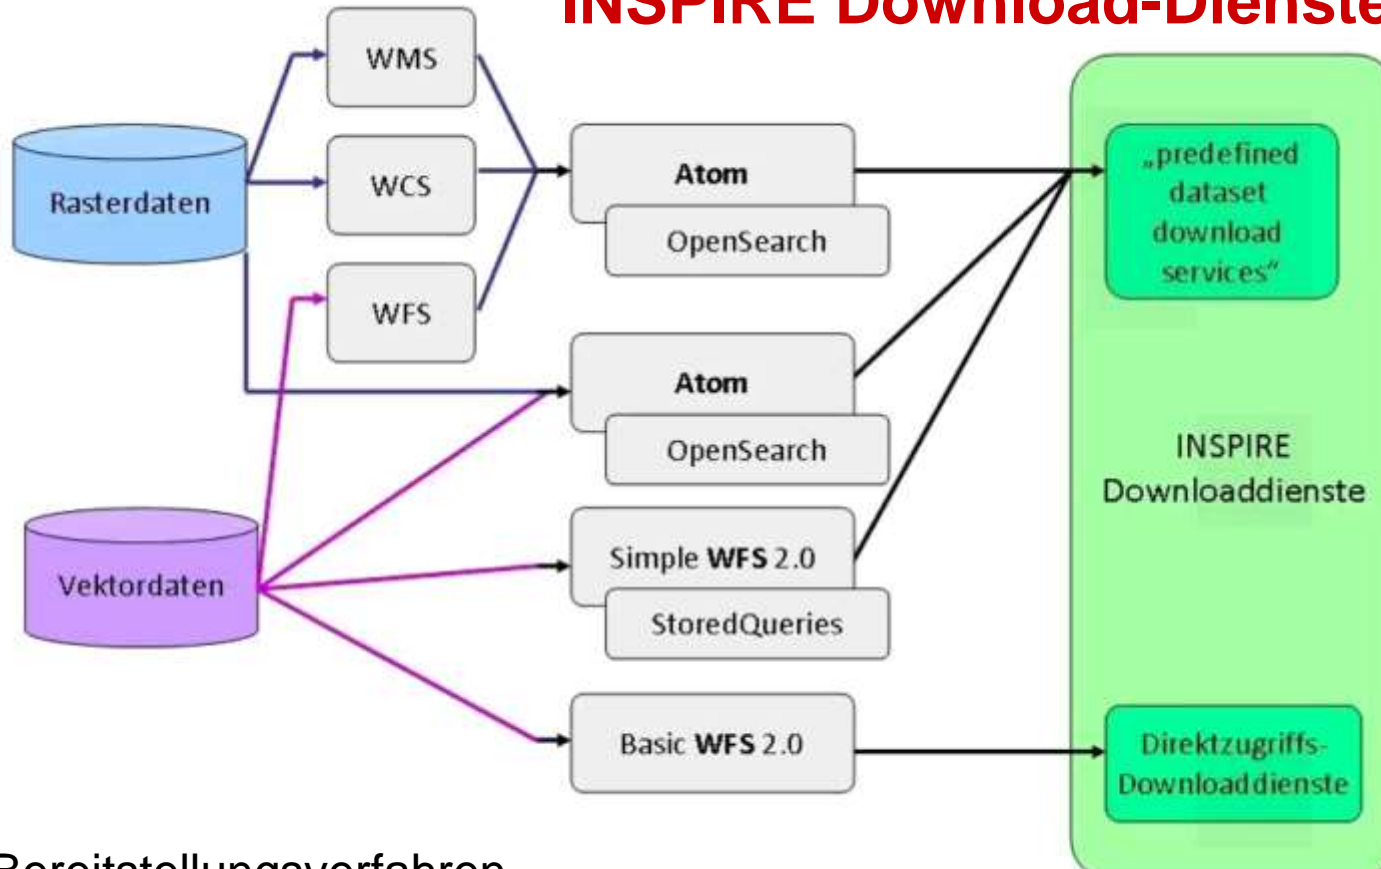 INSPIRE Download-Dienste
WMS
WCS
WFS
Rasterdaten
Vektordaten
Atom
OpenSearch
Atom
OpenSearch
Simple WFS 2.0
StoredQueries
Basic WFS 2.0
„predefined
dataset
download
services“
INSPIRE
Downloaddienste
Direktzugriffs-
Downloaddienste
Bereitstellungsverfahren